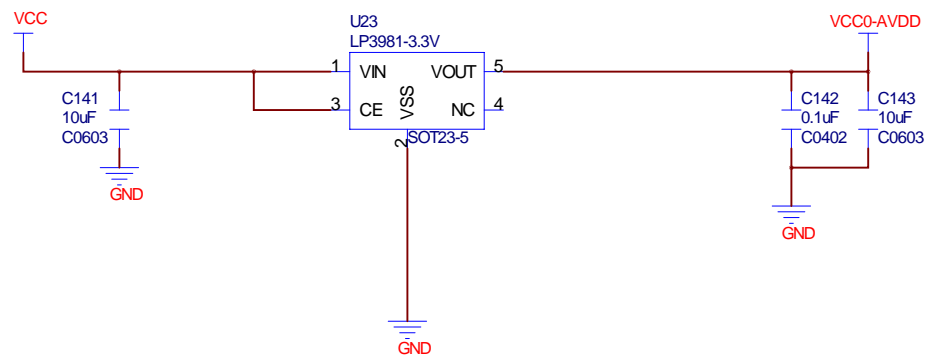 VCC
U23
LP3981-3.3V
VCC0-AVDD
1
VIN
VOUT
5
3
CE
VSS
NC
4
2
SOT23-5
C141
10uF
C0603
GND
C142
0.1uF
C0402
C143
10uF
C0603
GND
GND